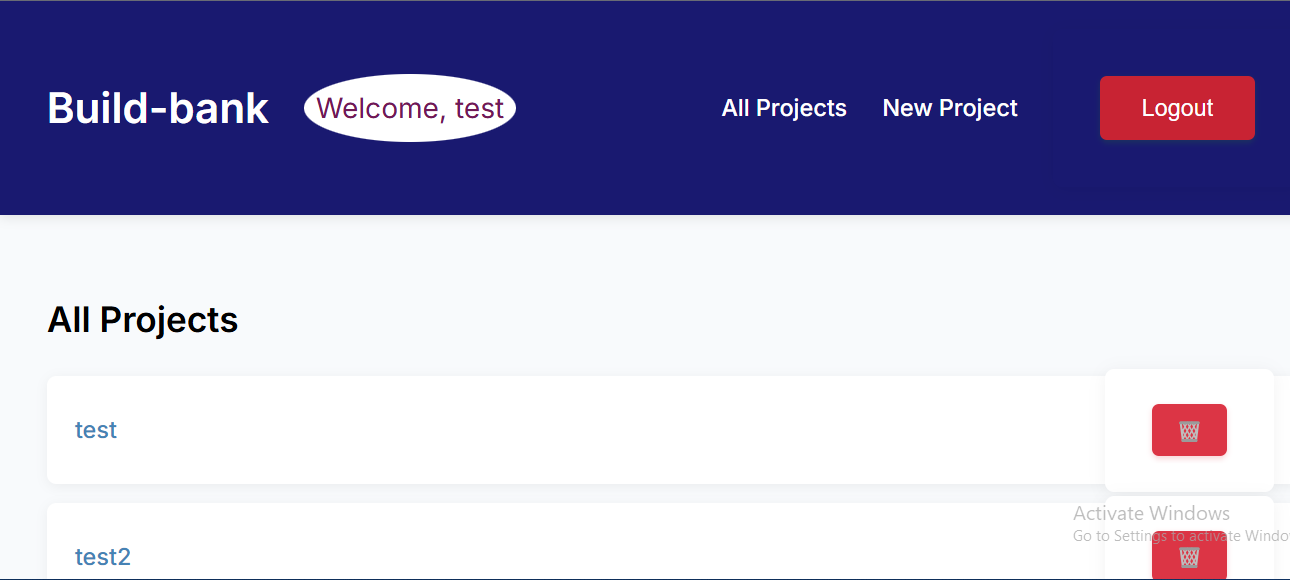 Build-bank
Welcome, test
All Projects
New Project
Logout
All Projects
test
Activate Windows
Go to Settings to activate Windo
test2